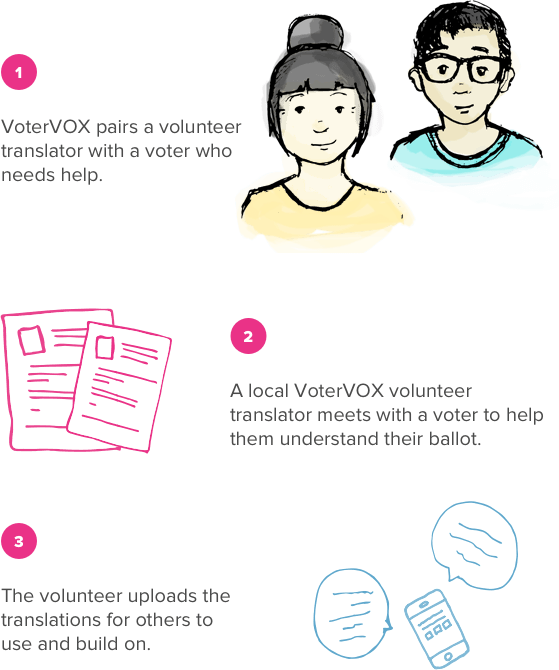 1
VoterVOX pairs a volunteer
translator with a voter who
needs help.
2
A local VoterVOX volunteer
translator meets with a voter to help
them understand their ballot.
3
The volunteer uploads the
translations for others to
use and build on.